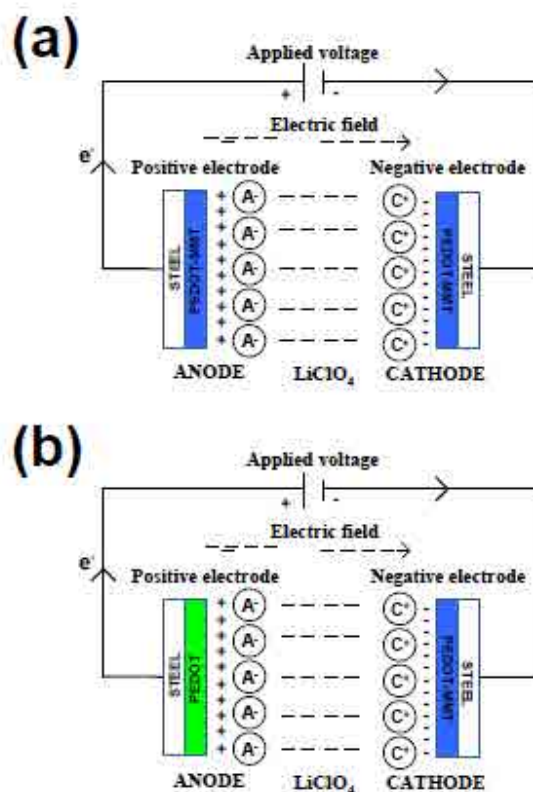 (a)
Applied voltage
+ -
Electric field
e-
Positive electrode Negative electrode
STEEL PEDOT-MMT A- A- A- A- A- C+ C+ C+ C+ C+ PEDOT-MMT STEEL
ANODE LiClO₄ CATHODE
(b)
Applied voltage
+ -
Electric field
e-
Positive electrode Negative electrode
STEEL PEDOT A- A- A- A- A- C+ C+ C+ C+ C+ PEDOT-MMT STEEL
ANODE LiClO₄ CATHODE